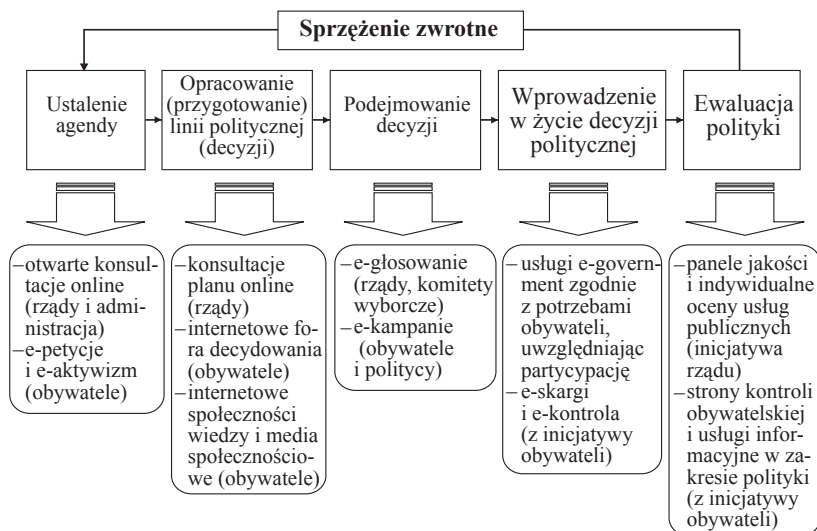 Sprzężenie zwrotne
Ustalenie
agendy
Opracowanie
(przygotowanie)
linii politycznej
(decyzji)
Podejmowanie
decyzji
Wprowadzenie
w życie decyzji
politycznej
Ewaluacja
polityki
–otwarte konsul-
tacje online
(rządy i admi-
nistracja)
–e-petycje
i e-aktywizm
(obywatele)
–konsultacje
planu online
(rządy)
–internetowe fo-
ra decydowania
(obywatele)
–internetowe
społeczności
wiedzy i media
społecznościo-
we (obywatele)
–e-głosowanie
(rządy, komitety
wyborcze)
–e-kampanie
(obywatele
i politycy)
–usługi e-govern-
ment zgodnie
z potrzebami
obywateli,
uwzględniając
partycypację
–e-skargi
i e-kontrola
(z inicjatywy
obywateli)
–panele jakości
i indywidualne
oceny usług
publicznych
(inicjatywa
rządu)
–strony kontroli
obywatelskiej
i usługi infor-
macyjne w za-
kresie polityki
(z inicjatywy
obywateli)